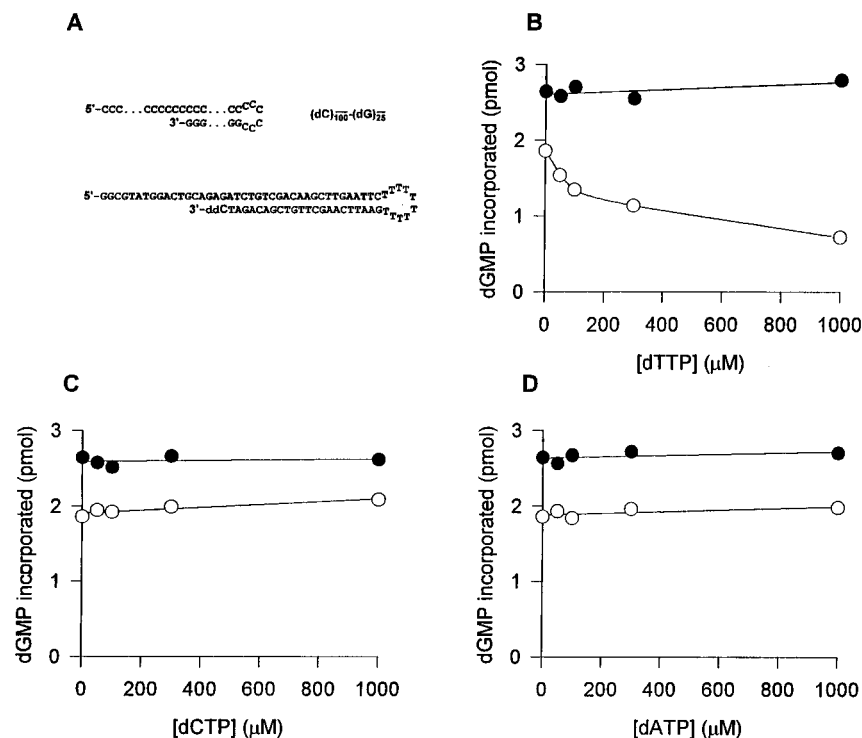 A
5'-CCC...CCCCCCCCC...CCCCC
3'-GGG...GGCCC
(dC)100-(dG)25
5'-GGCGTATGGACTGCAGAGATCTGTCGACAAGCTTGAATTCTTTTT
3'-ddCTAGACAGCTGTTCGAACTTAAGTTTTT
B
dGMP incorporated (pmol)
3
2
1
0
0 200 400 600 800 1000
[dTTP] (μM)
C
dGMP incorporated (pmol)
3
2
1
0
0 200 400 600 800 1000
[dCTP] (μM)
D
dGMP incorporated (pmol)
3
2
1
0
0 200 400 600 800 1000
[dATP] (μM)